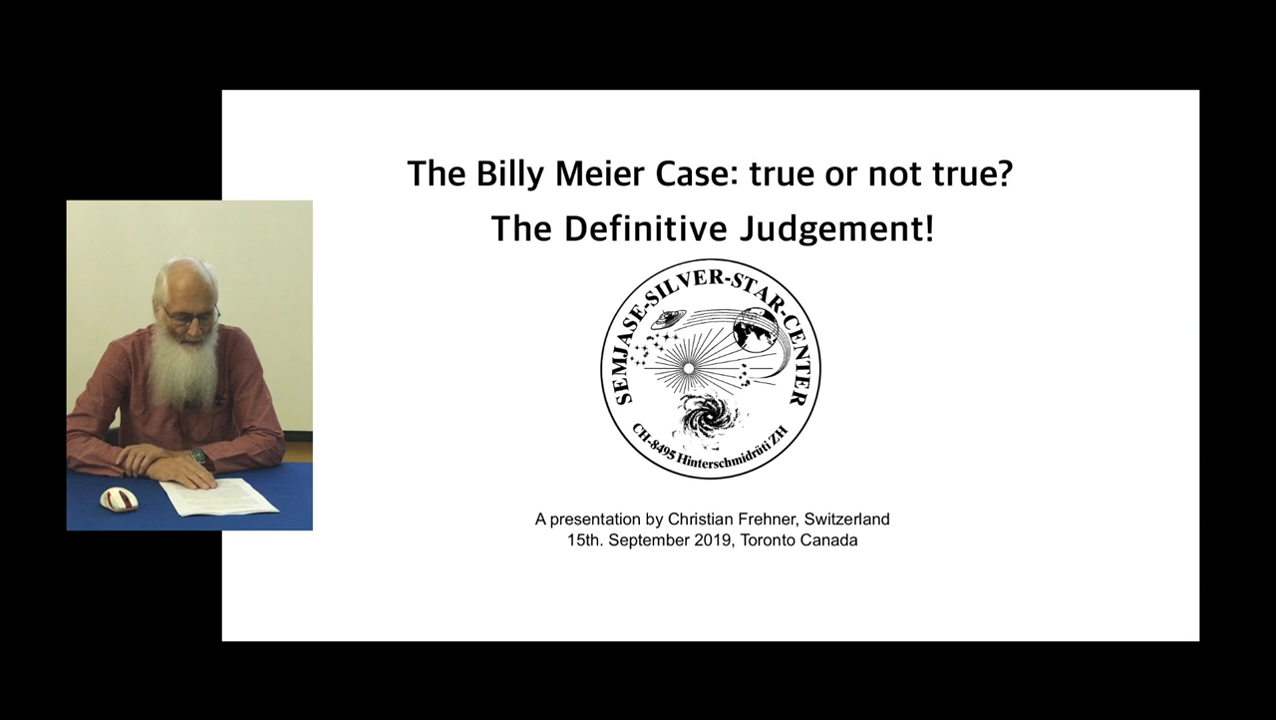 The Billy Meier Case: true or not true?
The Definitive Judgement!
SEMJASE-SILVER-STAR-CENTER
CH-8495 Hinterschmidrüti ZH
A presentation by Christian Frehner, Switzerland
15th. September 2019, Toronto Canada